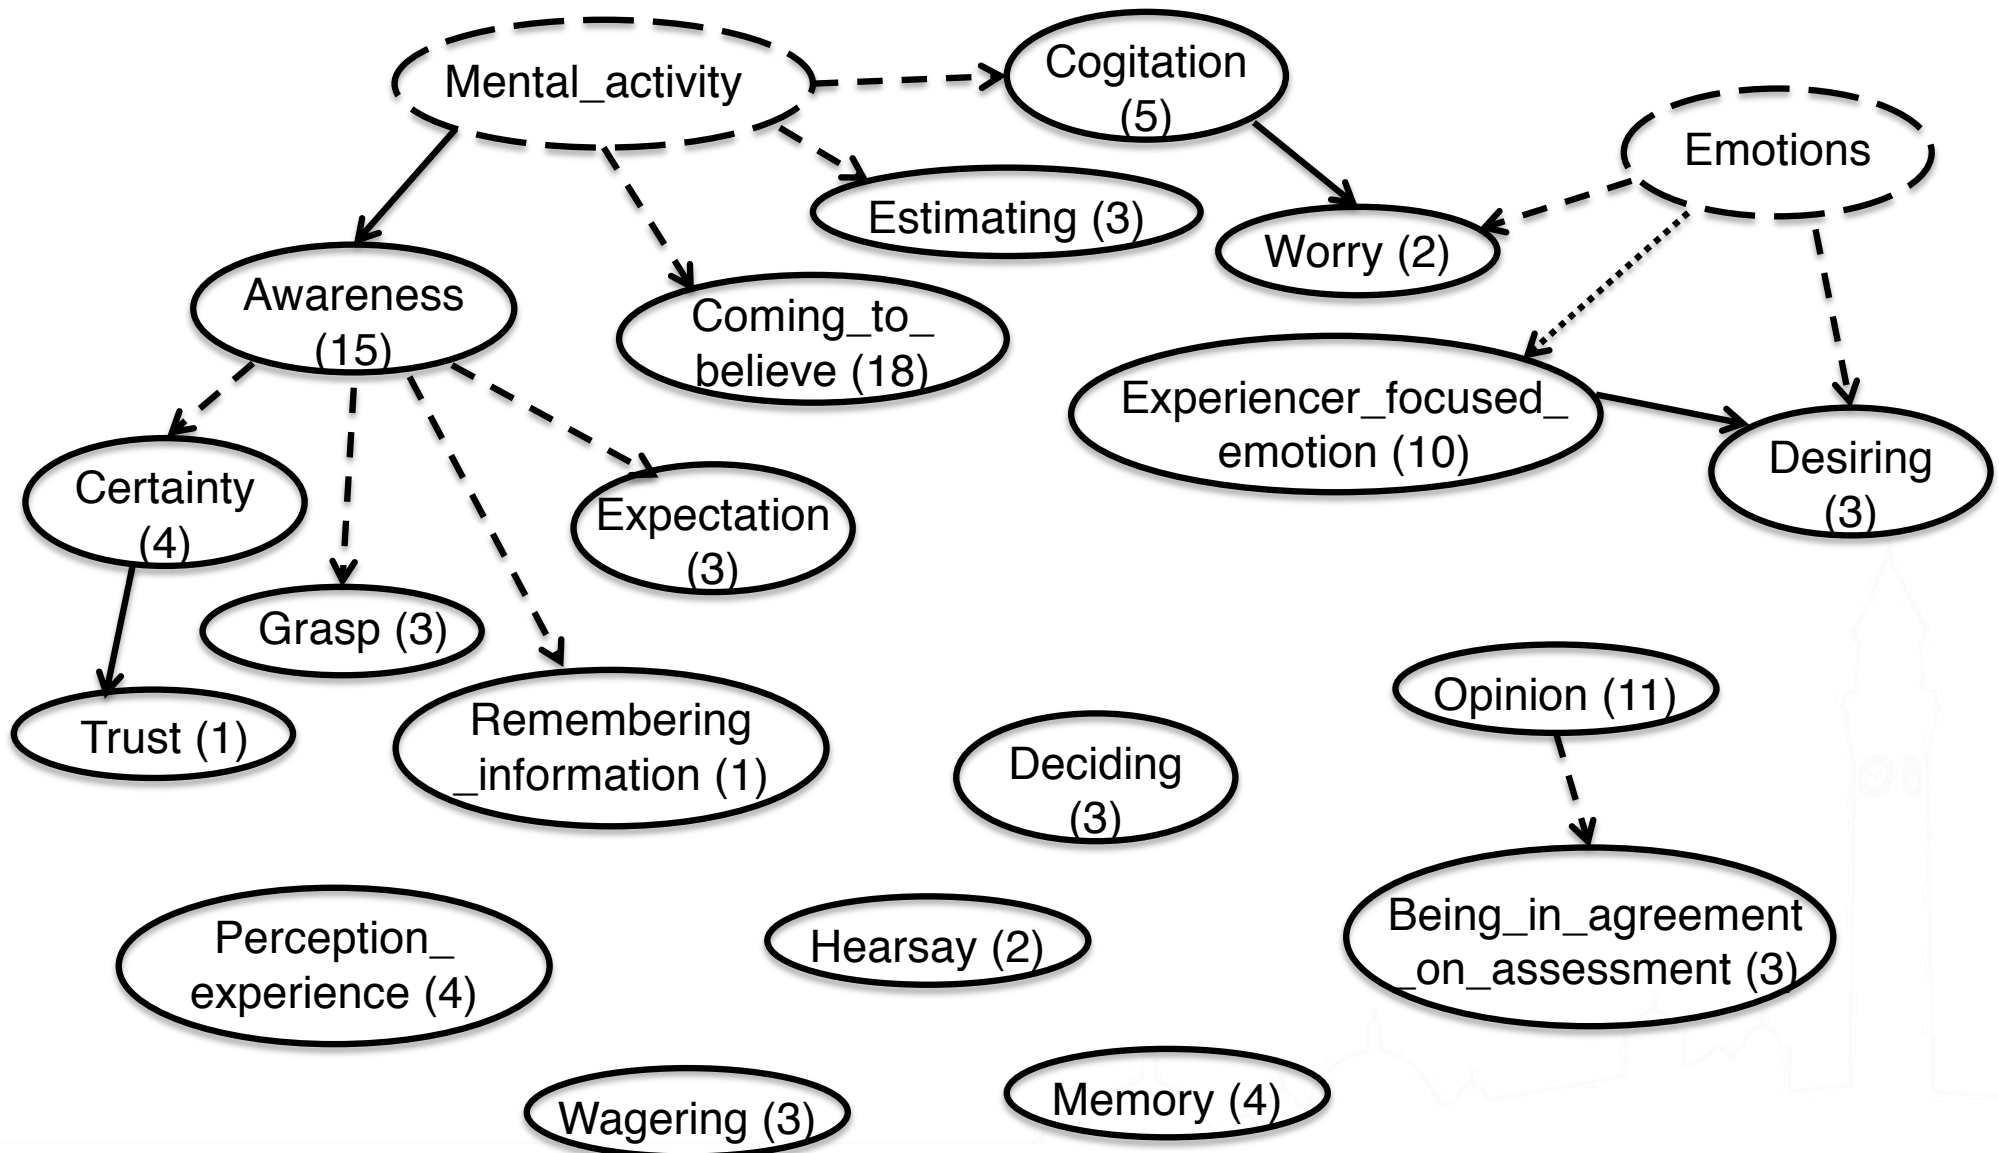 Mental_activity
Cogitation
(5)
Emotions
Estimating (3)
Worry (2)
Awareness
(15)
Coming_to_
believe (18)
Experiencer_focused_
emotion (10)
Desiring
(3)
Certainty
(4)
Expectation
(3)
Grasp (3)
Trust (1)
Remembering
_information (1)
Deciding
(3)
Opinion (11)
Perception_
experience (4)
Hearsay (2)
Being_in_agreement
_on_assessment (3)
Wagering (3)
Memory (4)